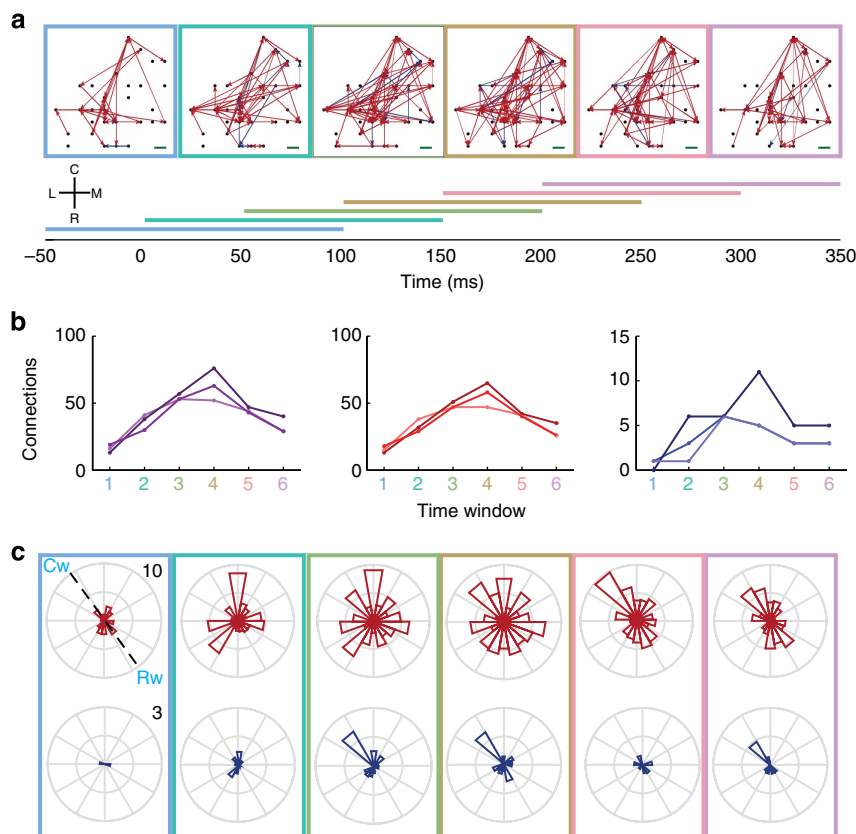 a
C
L M
R
–50 0 50 100 150 200 250 300 350
Time (ms)
b
100 100 15
10
50 50
5
0 0 0
Connections
1 2 3 4 5 6 1 2 3 4 5 6 1 2 3 4 5 6
Time window
c
Cw 10
Rw
3